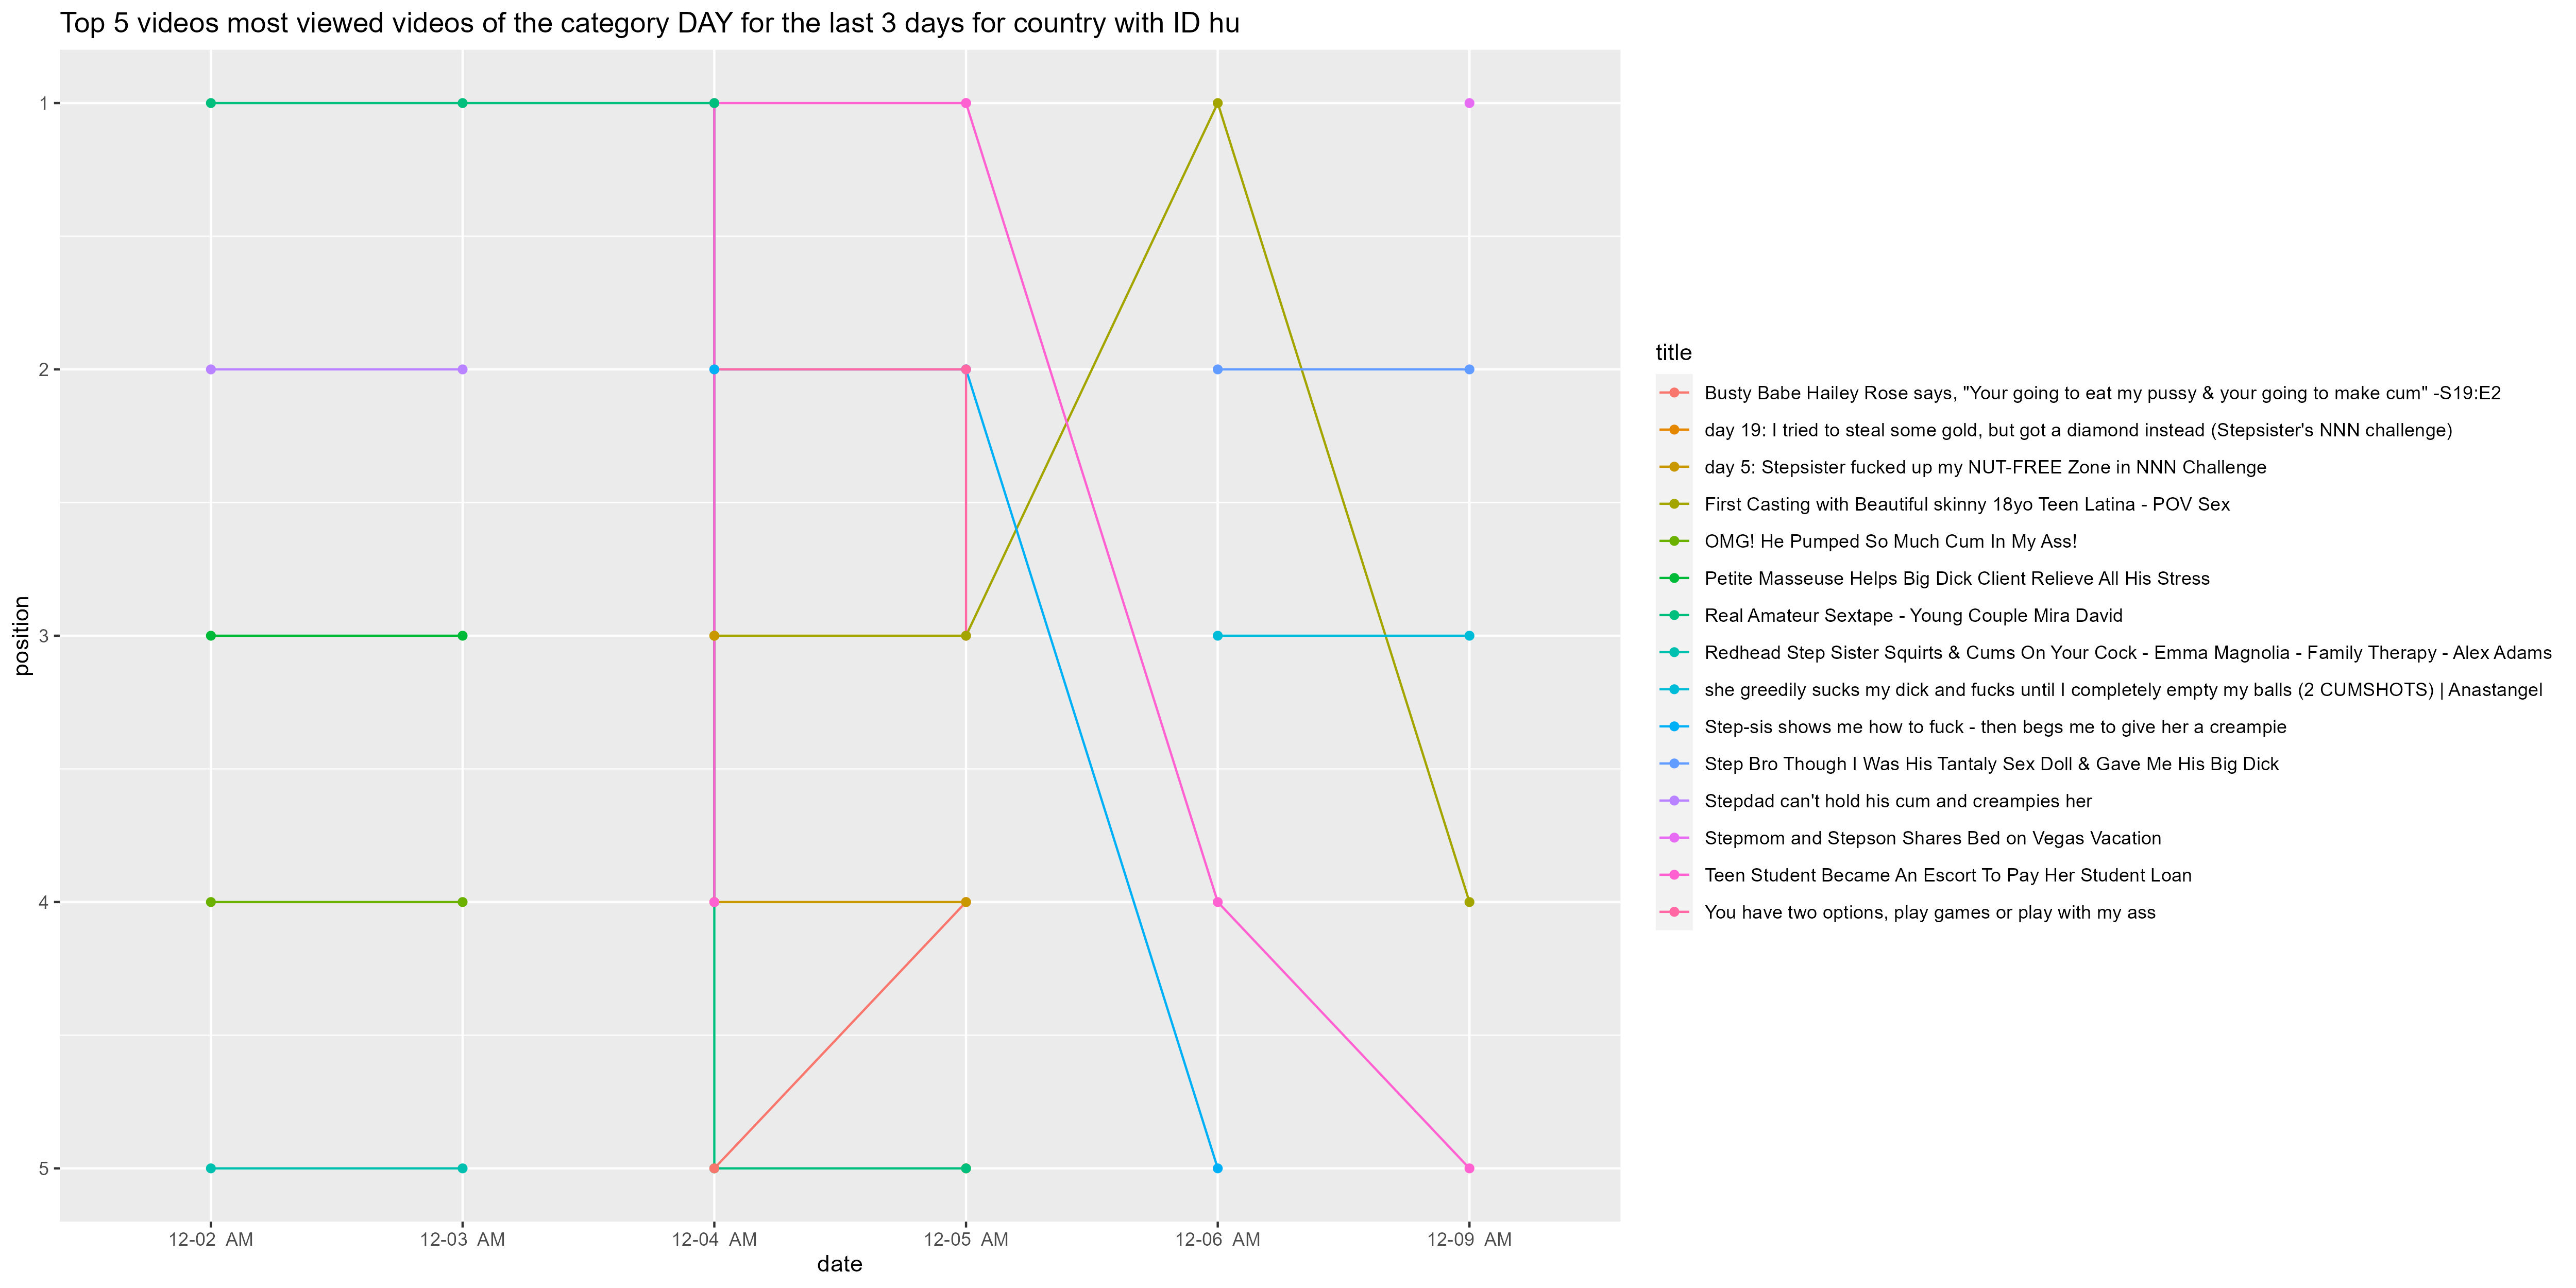 Top 5 videos most viewed videos of the category DAY for the last 3 days for country with ID hu
position
1
2
3
4
5
12-02 AM
12-03 AM
12-04 AM
12-05 AM
12-06 AM
12-09 AM
date
title
Busty Babe Hailey Rose says, "Your going to eat my pussy & your going to make cum" -S19:E2
day 19: I tried to steal some gold, but got a diamond instead (Stepsister's NNN challenge)
day 5: Stepsister fucked up my NUT-FREE Zone in NNN Challenge
First Casting with Beautiful skinny 18yo Teen Latina - POV Sex
OMG! He Pumped So Much Cum In My Ass!
Petite Masseuse Helps Big Dick Client Relieve All His Stress
Real Amateur Sextape - Young Couple Mira David
Redhead Step Sister Squirts & Cums On Your Cock - Emma Magnolia - Family Therapy - Alex Adams
she greedily sucks my dick and fucks until I completely empty my balls (2 CUMSHOTS) | Anastangel
Step-sis shows me how to fuck - then begs me to give her a creampie
Step Bro Though I Was His Tantaly Sex Doll & Gave Me His Big Dick
Stepdad can't hold his cum and creampies her
Stepmom and Stepson Shares Bed on Vegas Vacation
Teen Student Became An Escort To Pay Her Student Loan
You have two options, play games or play with my ass